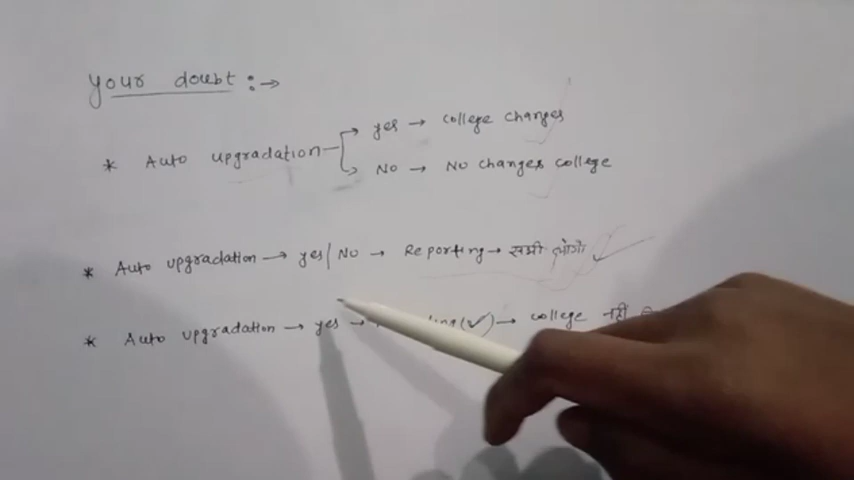 Your doubt :→
* Auto upgradation
yes → college changes
No → No changes college
* Auto upgradation → yes | No → Reporting → सभी लोगो ✓
* Auto upgradation → yes → (✓) → college नहीं